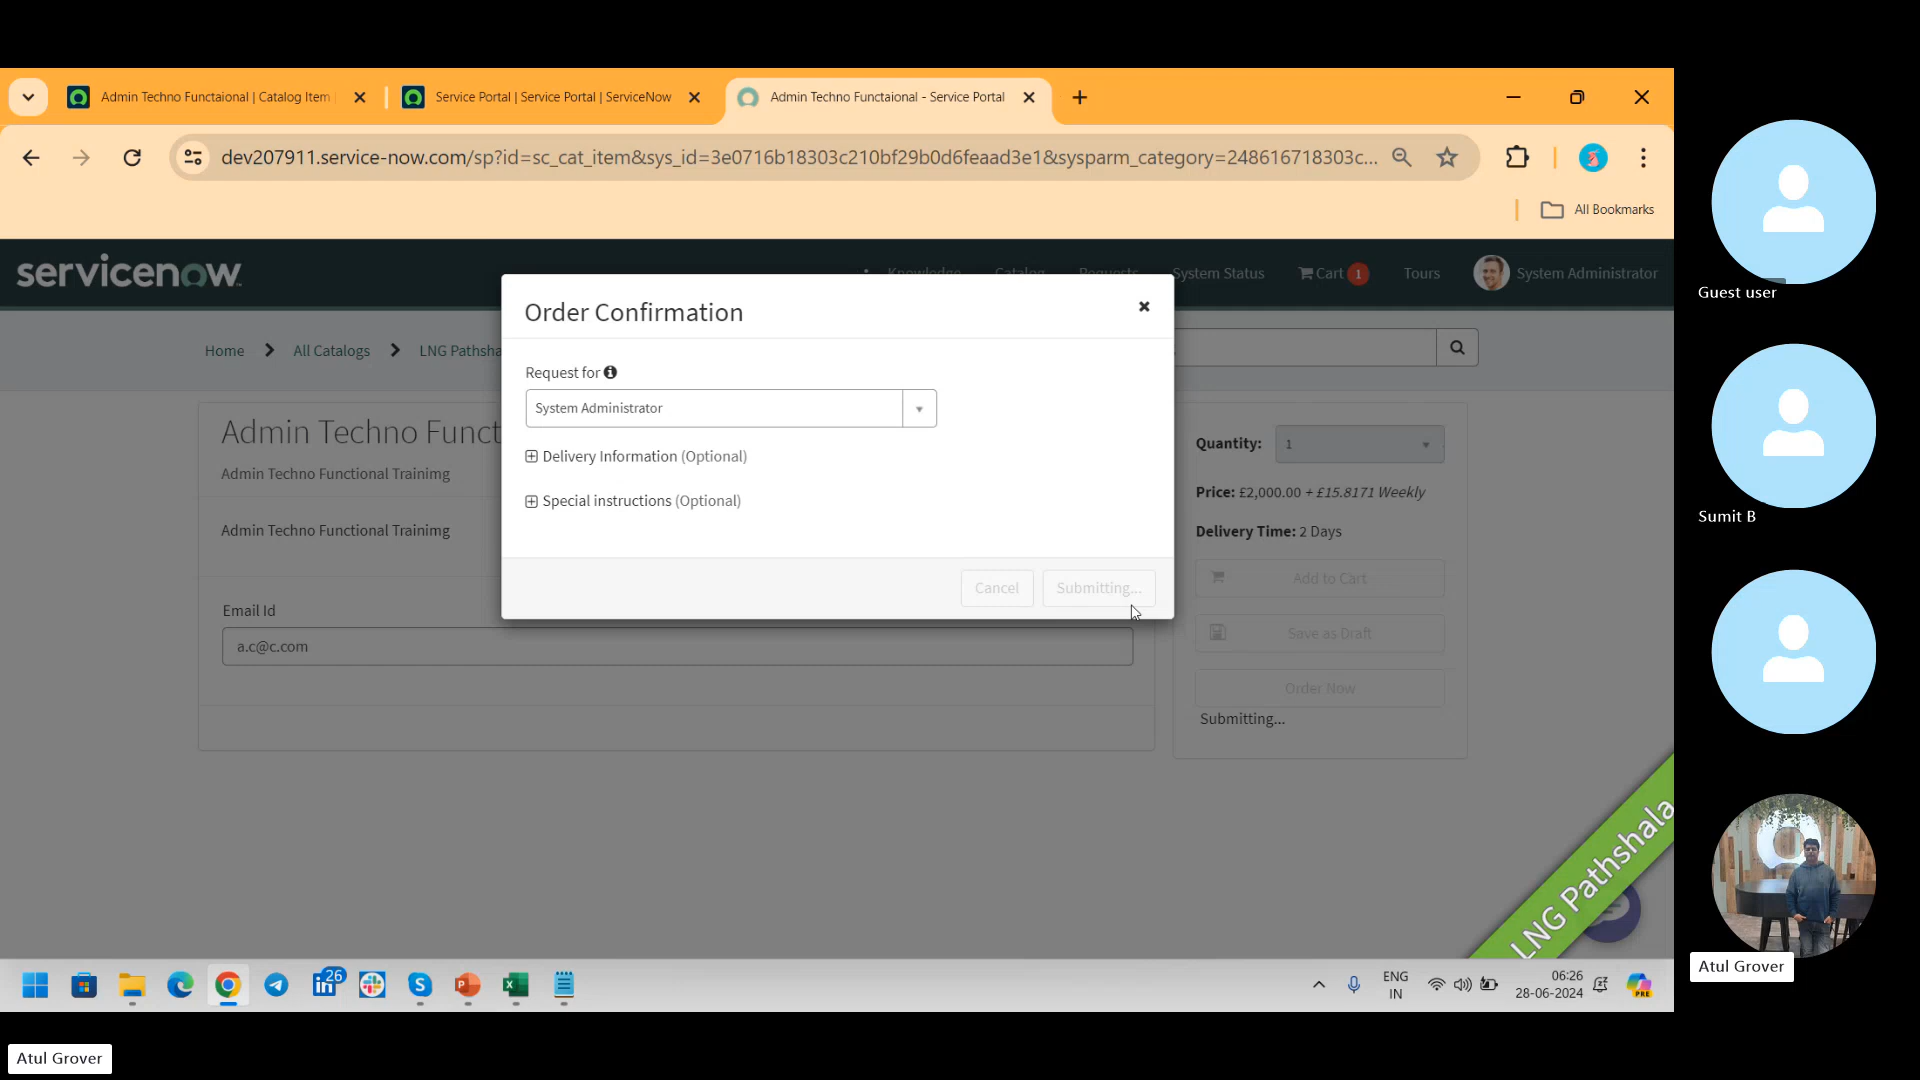 Admin Techno Functaional | Catalog Item
Service Portal | Service Portal | ServiceNow
Admin Techno Functaional - Service Portal
dev207911.service-now.com/sp?id=sc_cat_item&sys_id=3e0716b18303c210bf29b0d6feaad3e1&sysparm_category=248616718303c...
All Bookmarks
servicenow
Knowledge
Catalog
Requests
System Status
Cart 1
Tours
System Administrator
Home
All Catalogs
LNG Pathsha
Order Confirmation
Request for
System Administrator
Delivery Information (Optional)
Special instructions (Optional)
Cancel
Submitting...
Admin Techno Funct
Admin Techno Functional Trainimg
Admin Techno Functional Trainimg
Email Id
a.c@c.com
Quantity: 1
Price: £2,000.00 + £15.8171 Weekly
Delivery Time: 2 Days
Add to Cart
Save as Draft
Order Now
Submitting...
LNG Pathshala
26
ENG
IN
06:26
28-06-2024
PRE
Guest user
Sumit B
Atul Grover
Atul Grover